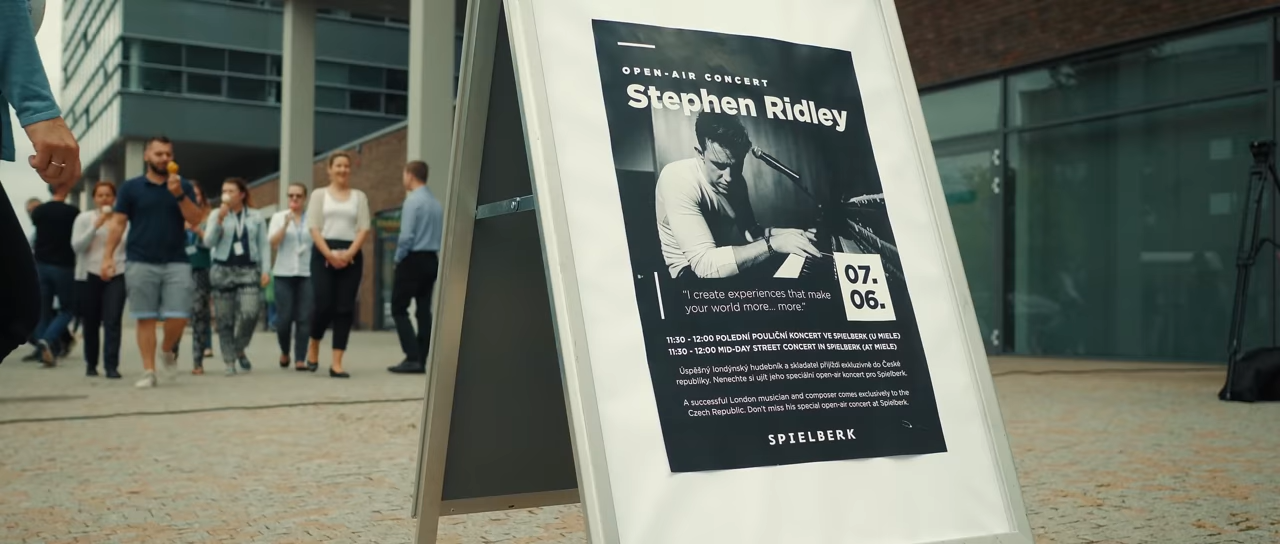 OPEN-AIR CONCERT
Stephen Ridley
"I create experiences that make
your world more... more."
07.
06.
11:30 - 12:00 POLEDNÍ POULIČNÍ KONCERT VE SPIELBERK (U MIELE)
11:30 - 12:00 MID-DAY STREET CONCERT IN SPIELBERK (AT MIELE)
Úspěšný londýnský hudebník a skladatel přijíždí exkluzivně do České
republiky. Nenechte si ujít jeho speciální open-air koncert pro Spielberk.
A successful London musician and composer comes exclusively to the
Czech Republic. Don't miss his special open-air concert at Spielberk.
SPIELBERK